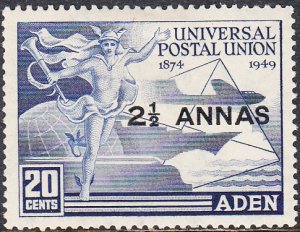 UNIVERSAL
POSTAL UNION
1874 1949
2½ ANNAS
20
CENTS
ADEN